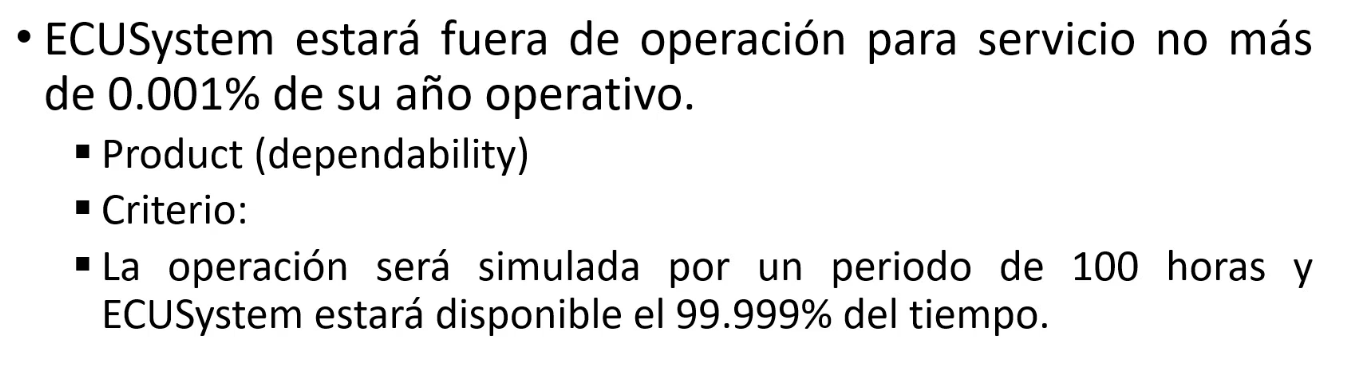 • ECUSystem estará fuera de operación para servicio no más
de 0.001% de su año operativo.
▪ Product (dependability)
▪ Criterio:
▪ La operación será simulada por un periodo de 100 horas y
ECUSystem estará disponible el 99.999% del tiempo.